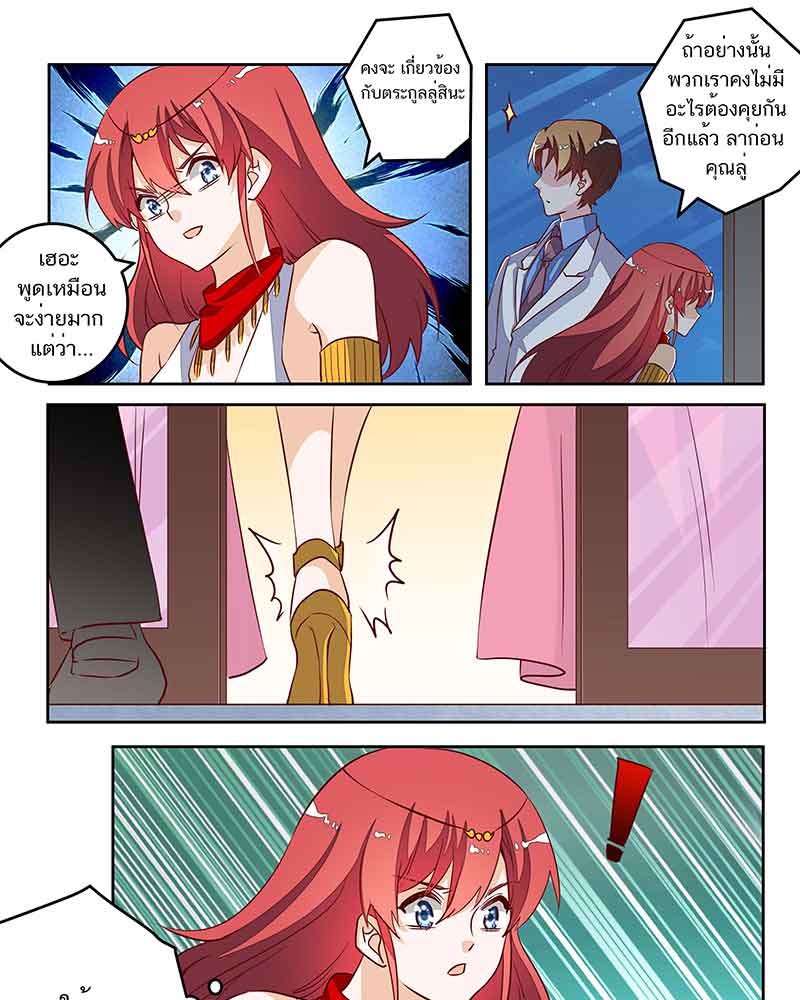 คงจะ เกี่ยวข้อง
กับตระกูลลู่สินะ
เฮอะ
พูดเหมือน
จะง่ายมาก
แต่ว่า...
ถ้าอย่างนั้น
พวกเราคงไม่มี
อะไรต้องคุยกัน
อีกแล้ว ลาก่อน
คุณลู่
!